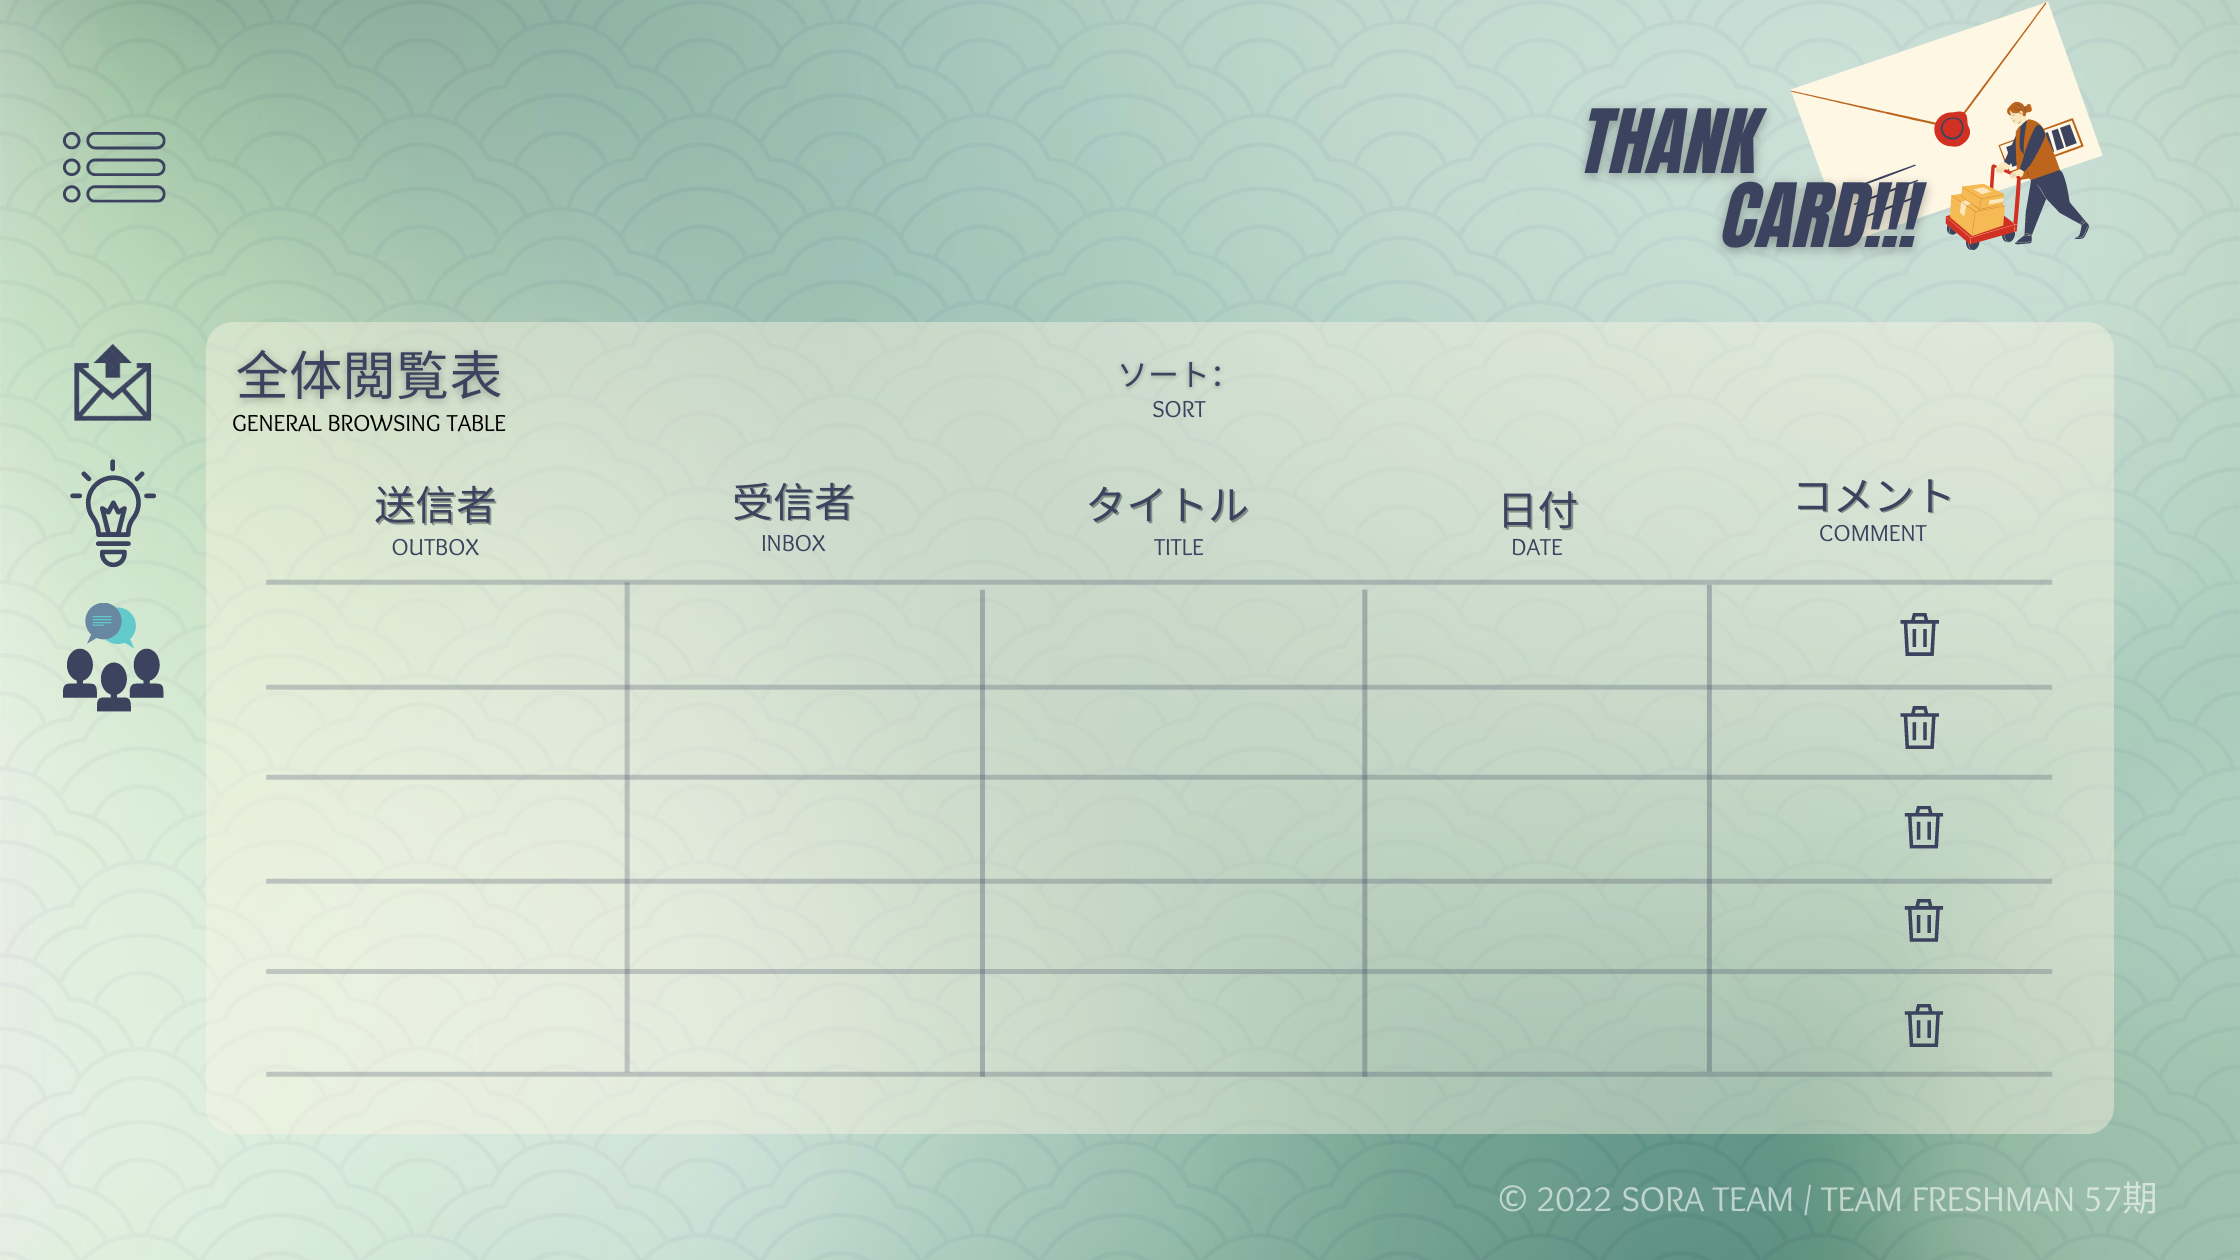 THANK
CARD!!!
全体閲覧表
GENERAL BROWSING TABLE
ソート:
SORT
送信者
OUTBOX
受信者
INBOX
タイトル
TITLE
日付
DATE
コメント
COMMENT
© 2022 SORA TEAM / TEAM FRESHMAN 57期